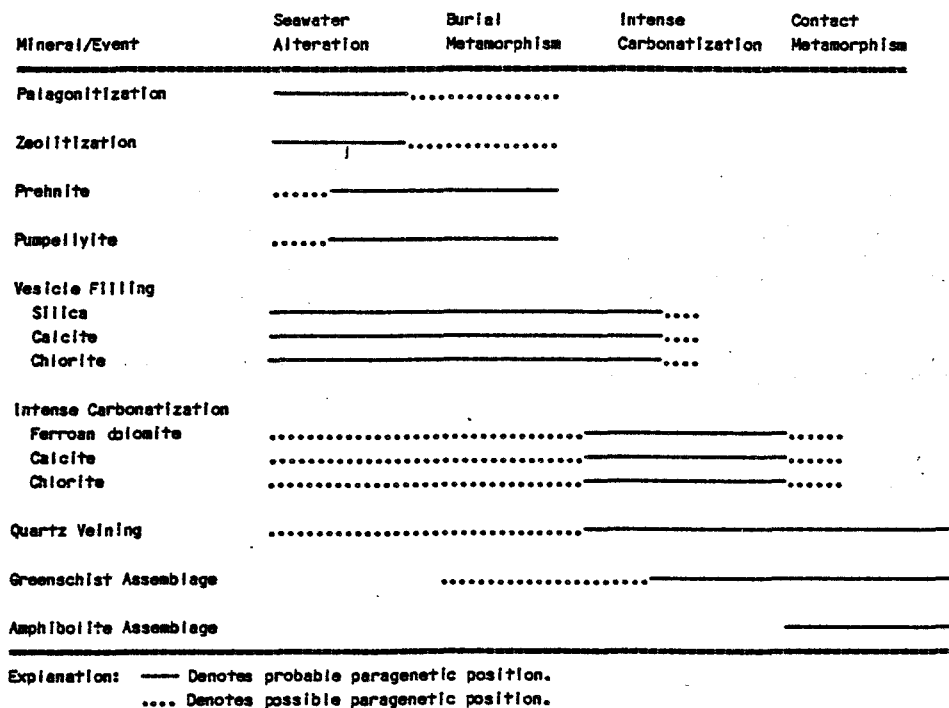 Seawater Burial Intense Contact
Mineral/Event Alteration Metamorphism Carbonatization Metamorphism
Palagonitization
Zeolitization
Prehnite
Pumpellyite
Vesicle Filling
Silica
Calcite
Chlorite
Intense Carbonatization
Ferroan dolomite
Calcite
Chlorite
Quartz Veining
Greenschist Assemblage
Amphibolite Assemblage
Explanation: —— Denotes probable paragenetic position.
.... Denotes possible paragenetic position.